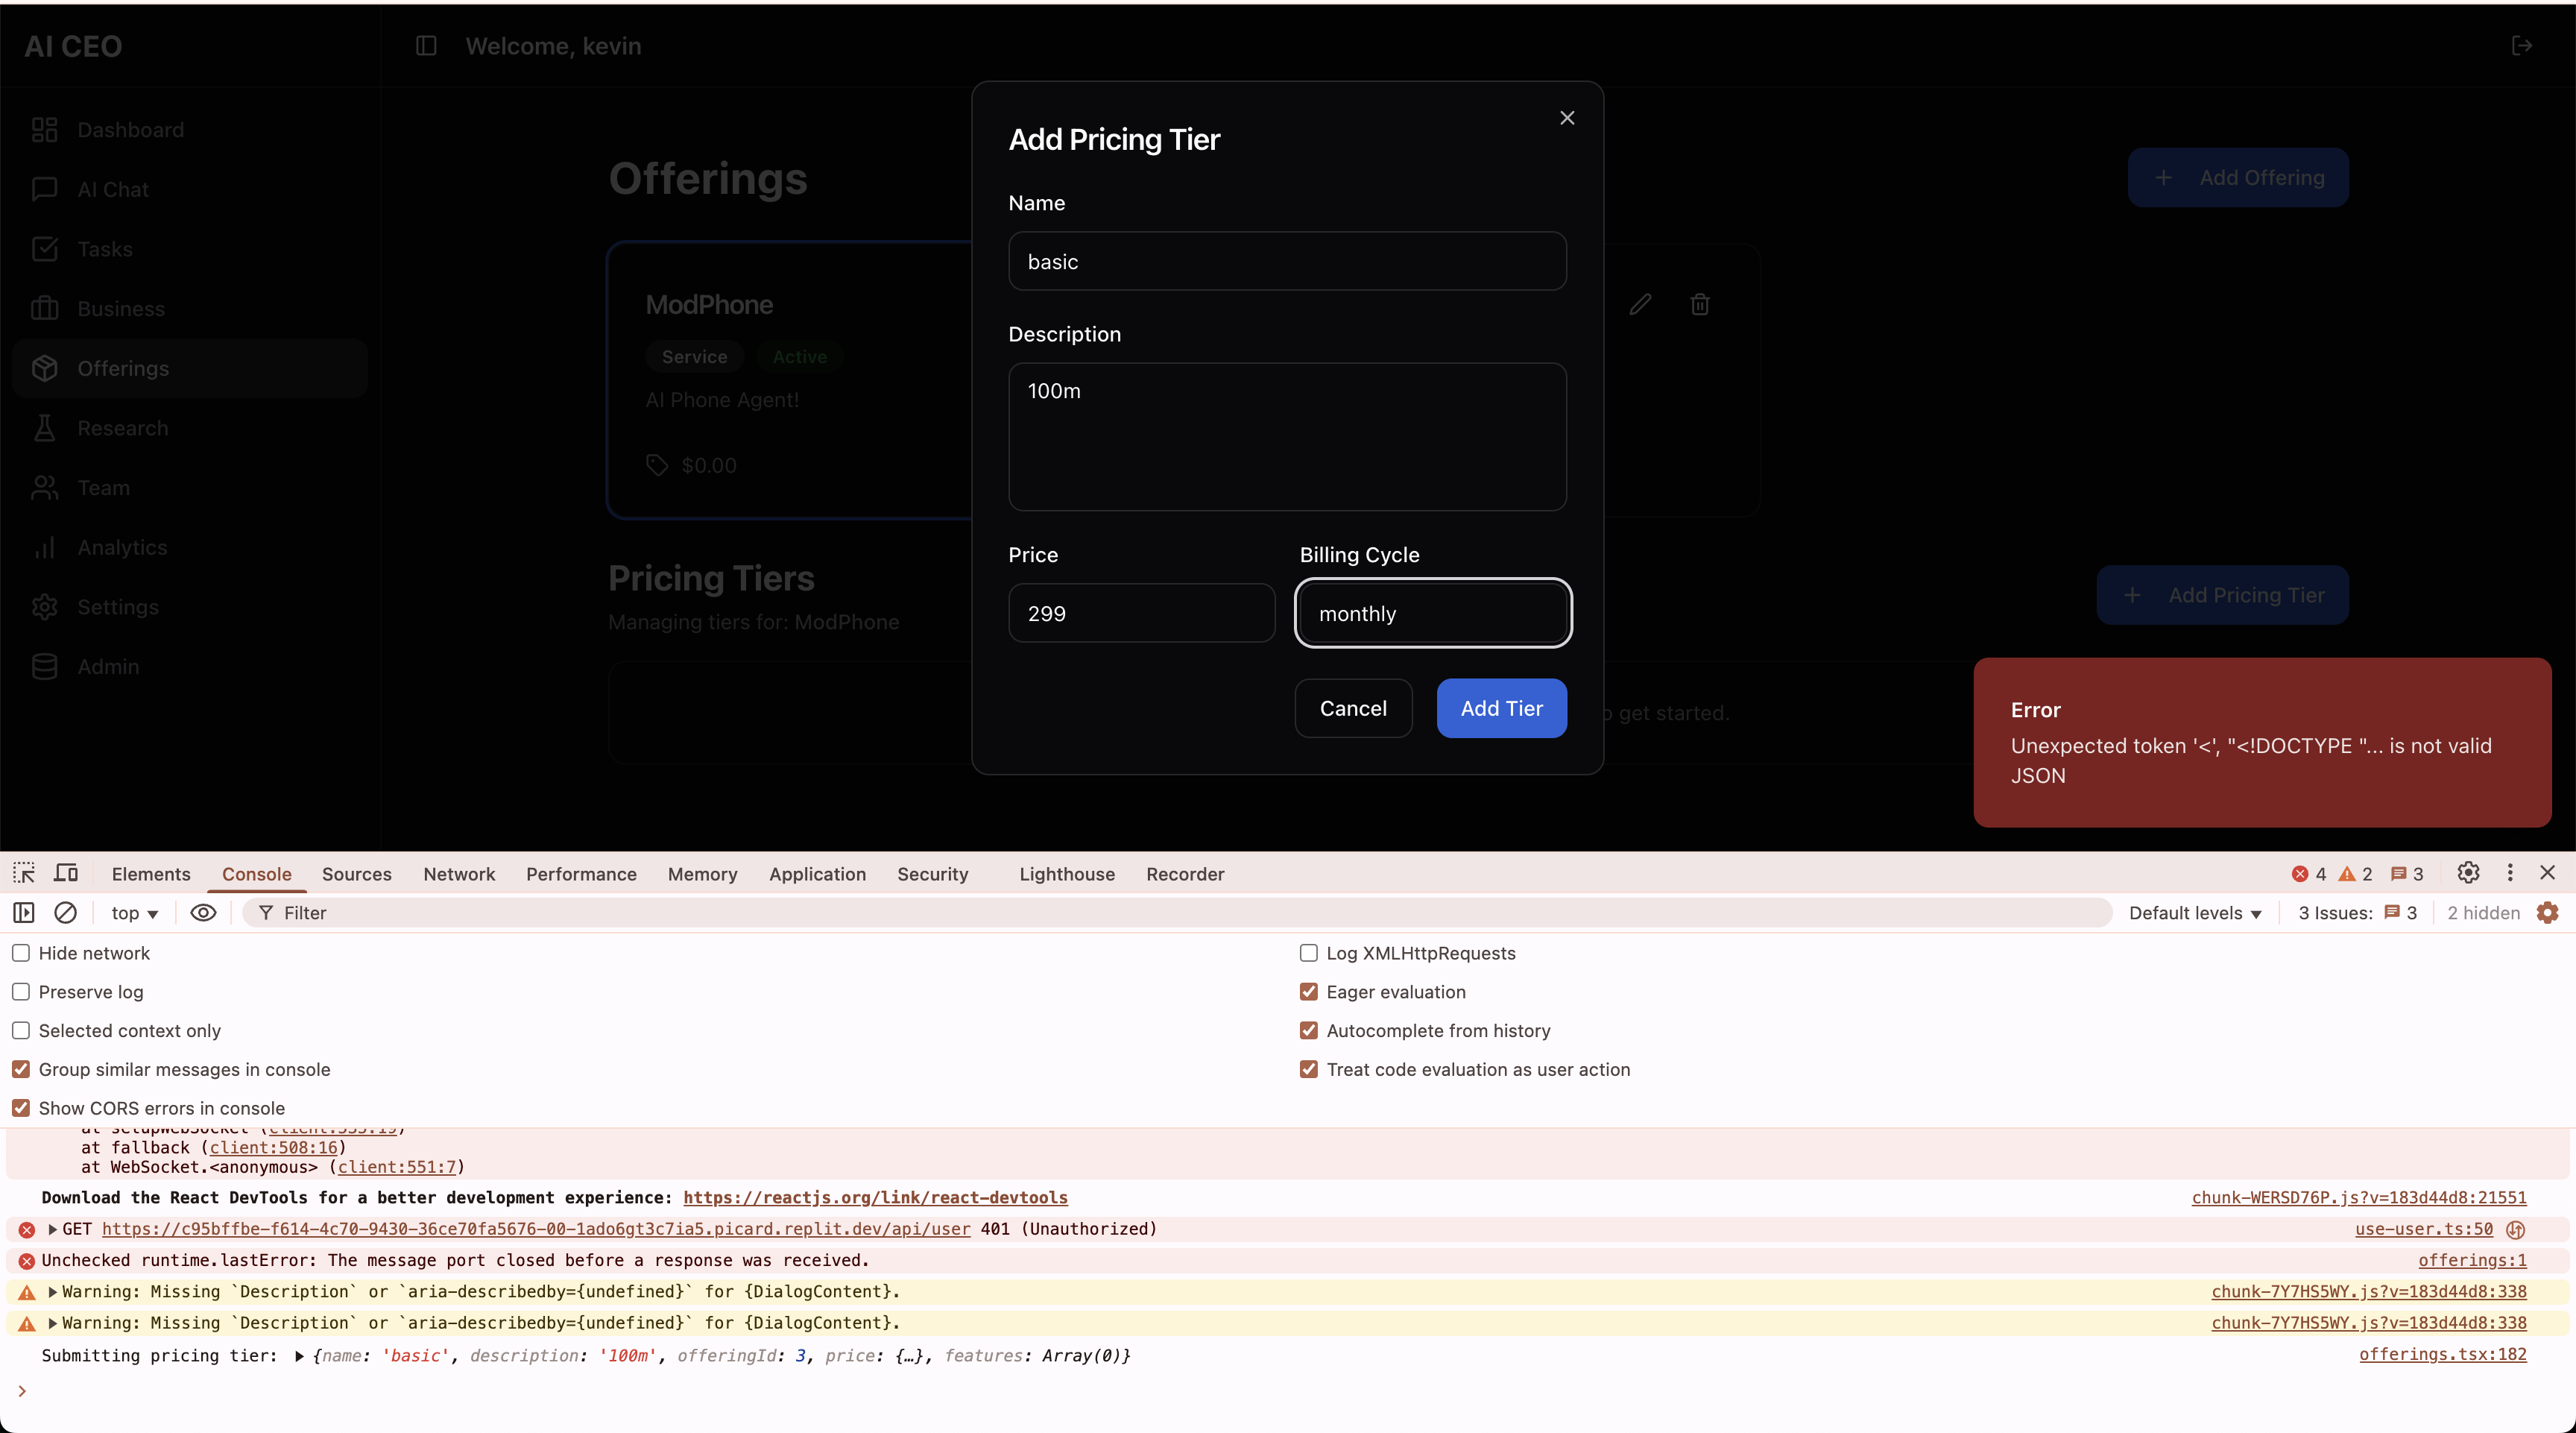 AI CEO
Welcome, kevin
Dashboard
AI Chat
Tasks
Business
Offerings
Research
Team
Analytics
Settings
Admin
Offerings
Add Offering
ModPhone
Service
Active
AI Phone Agent!
$0.00
Pricing Tiers
Managing tiers for: ModPhone
Add Pricing Tier
get started.
Add Pricing Tier
Name
basic
Description
100m
Price
Billing Cycle
299
monthly
Cancel
Add Tier
Error
Unexpected token '<', "<!DOCTYPE "... is not valid
JSON
Elements
Console
Sources
Network
Performance
Memory
Application
Security
Lighthouse
Recorder
4
2
3
top
Filter
Default levels
3 Issues:
3
2 hidden
Hide network
Log XMLHttpRequests
Preserve log
Eager evaluation
Selected context only
Autocomplete from history
Group similar messages in console
Treat code evaluation as user action
Show CORS errors in console
at setupWebSocket (client:535:19)
at fallback (client:508:16)
at WebSocket.<anonymous> (client:551:7)
Download the React DevTools for a better development experience: https://reactjs.org/link/react-devtools
chunk-WERSD76P.js?v=183d44d8:21551
GET https://c95bffbe-f614-4c70-9430-36ce70fa5676-00-1ado6gt3c7ia5.picard.replit.dev/api/user 401 (Unauthorized)
use-user.ts:50
Unchecked runtime.lastError: The message port closed before a response was received.
offerings:1
Warning: Missing `Description` or `aria-describedby={undefined}` for {DialogContent}.
chunk-7Y7HS5WY.js?v=183d44d8:338
Warning: Missing `Description` or `aria-describedby={undefined}` for {DialogContent}.
chunk-7Y7HS5WY.js?v=183d44d8:338
Submitting pricing tier: {name: 'basic', description: '100m', offeringId: 3, price: {…}, features: Array(0)}
offerings.tsx:182